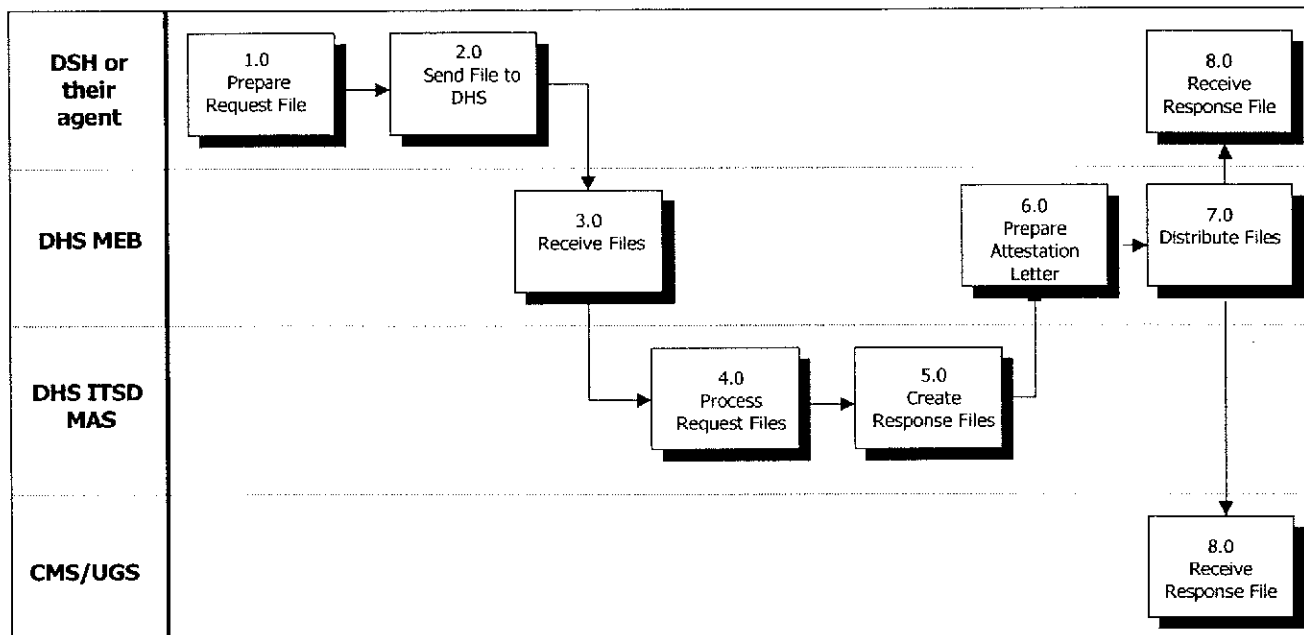 DSH or
their
agent
1.0
Prepare
Request File
2.0
Send File to
DHS
8.0
Receive
Response File
DHS MEB
3.0
Receive Files
6.0
Prepare
Attestation
Letter
7.0
Distribute Files
DHS ITSD
MAS
4.0
Process
Request Files
5.0
Create
Response Files
CMS/UGS
8.0
Receive
Response File